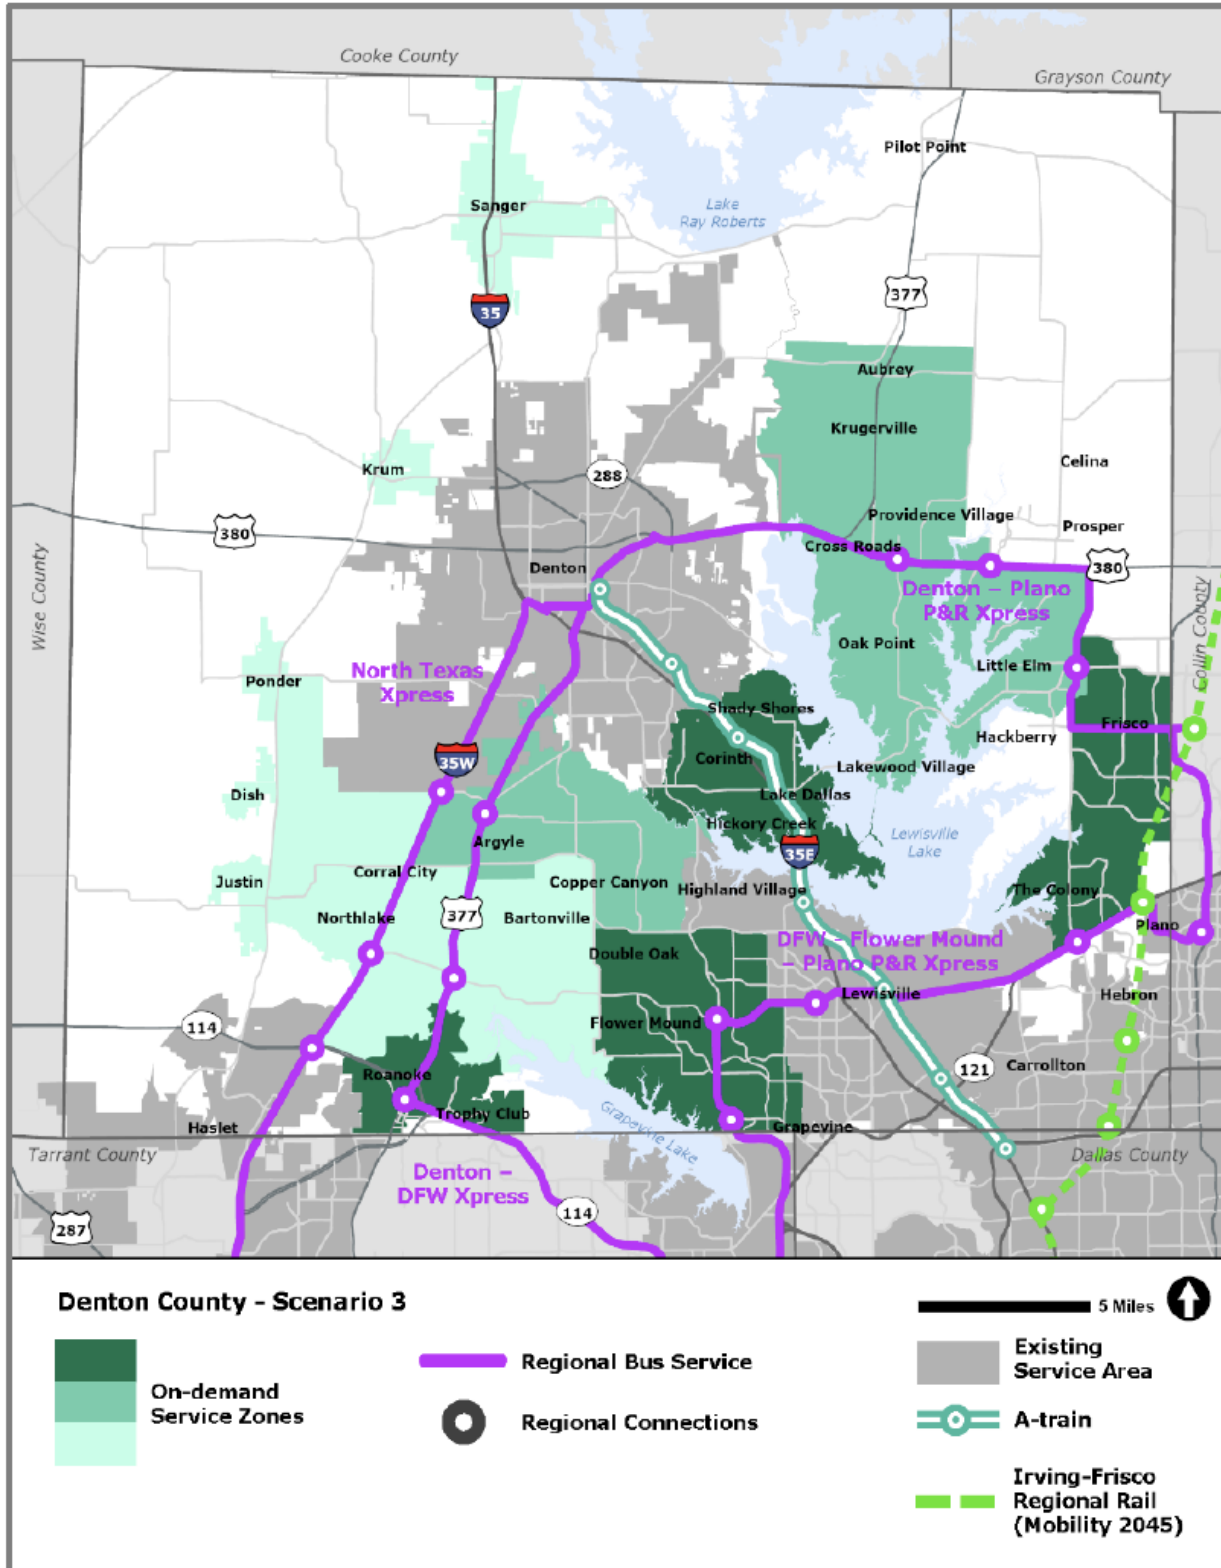 Cooke County
Grayson County
Pilot Point
Sanger
Lake
Ray Roberts
377
35
Aubrey
Krugerville
Krum
288
Celina
Providence Village
Prosper
380
Cross Roads
380
Denton
Denton – Plano
P&R Xpress
Wise County
Collin County
Oak Point
North Texas
Xpress
Little Elm
Ponder
Shady Shores
Frisco
Hackberry
35W
Corinth
Lakewood Village
Dish
Lake Dallas
Hickory Creek
Lewisville
Lake
Argyle
35E
Corral City
Justin
Copper Canyon
Highland Village
The Colony
Northlake
377
Bartonville
Plano
DFW – Flower Mound
– Plano P&R Xpress
Double Oak
Lewisville
Hebron
Flower Mound
114
121
Carrollton
Roanoke
Trophy Club
Grapevine Lake
Haslet
Grapevine
Tarrant County
Dallas County
Denton –
DFW Xpress
114
287
Denton County - Scenario 3
5 Miles
On-demand
Service Zones
Regional Bus Service
Regional Connections
Existing
Service Area
A-train
Irving-Frisco
Regional Rail
(Mobility 2045)